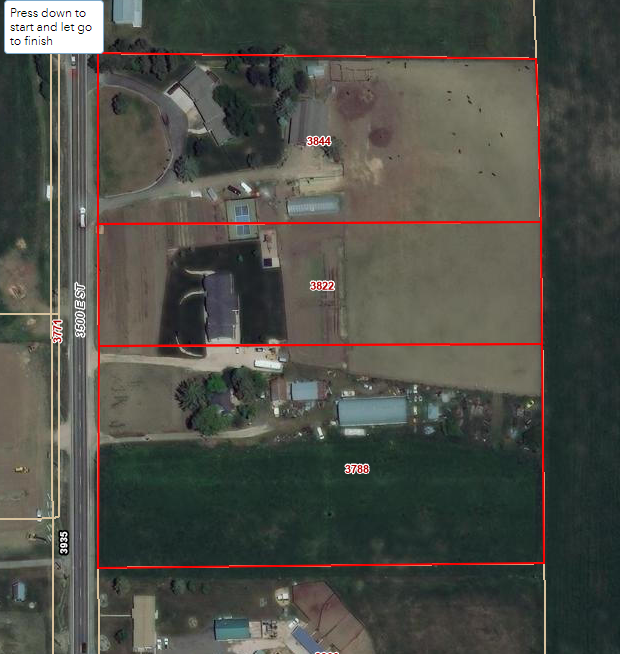 Press down to
start and let go
to finish
3844
3822
3771
3500 E ST
3788
3935